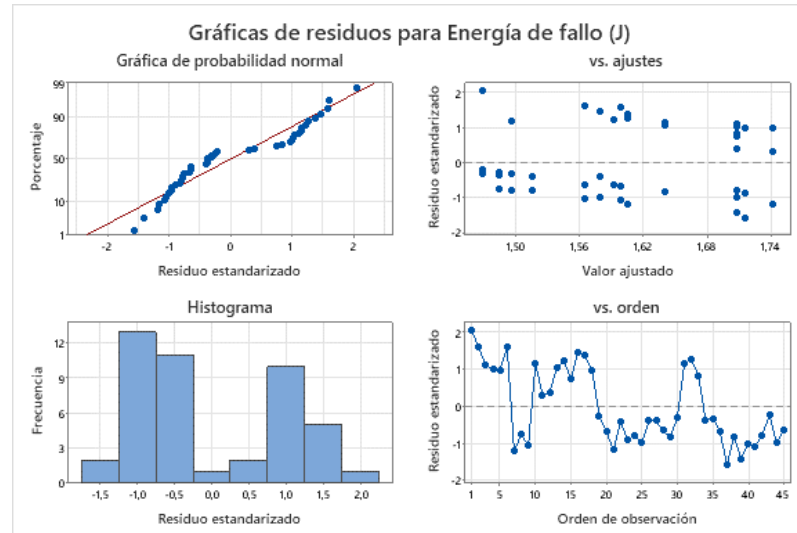 Gráficas de residuos para Energía de fallo (J)
Gráfica de probabilidad normal
99
90
50
10
1
Porcentaje
-2 -1 0 1 2
Residuo estandarizado
vs. ajustes
2
1
0
-1
-2
Residuo estandarizado
1,50 1,56 1,62 1,68 1,74
Valor ajustado
Histograma
12
9
6
3
0
Frecuencia
-1,5 -1,0 -0,5 0,0 0,5 1,0 1,5 2,0
Residuo estandarizado
vs. orden
2
1
0
-1
-2
Residuo estandarizado
1 5 10 15 20 25 30 35 40 45
Orden de observación